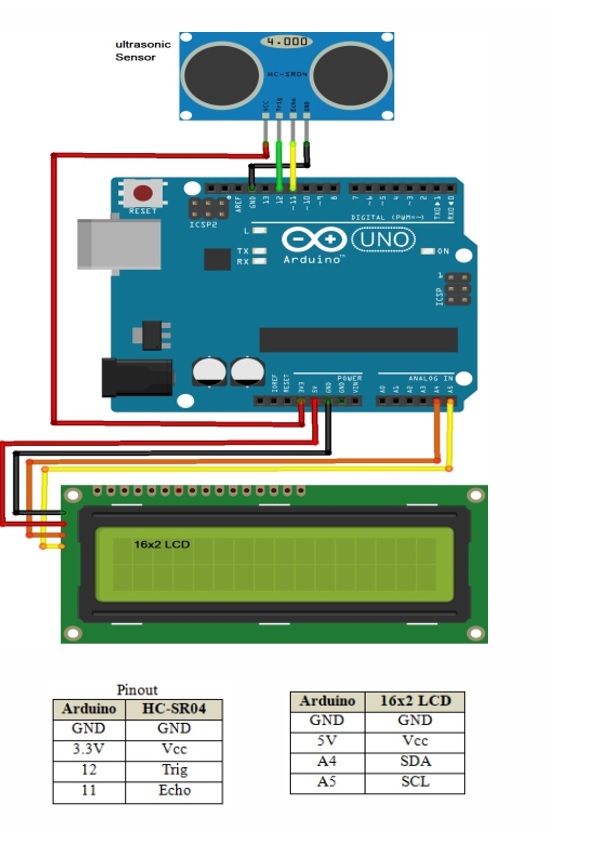 ultrasonic
Sensor
4.000
HC-SR04
VCC
Trig
Echo
GND
AREF
GND
13
12
~11
~10
~9
8
7
~6
~5
4
~3
2
TXD▶1
RXD◀0
RESET
ICSP2
DIGITAL (PWM=~)
L
TX
RX
UNO
Arduino™
ON
1
ICSP
POWER
ANALOG IN
IOREF
RESET
3V3
5V
GND
GND
VIN
A0
A1
A2
A3
A4
A5
16x2 LCD
Pinout
Arduino HC-SR04
GND GND
3.3V Vcc
12 Trig
11 Echo
Arduino 16x2 LCD
GND GND
5V Vcc
A4 SDA
A5 SCL